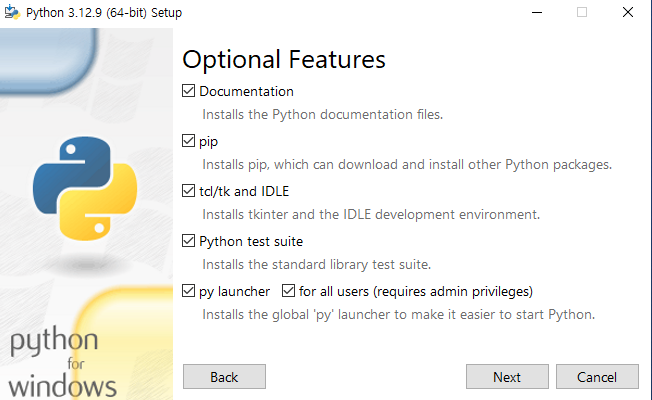 Python 3.12.9 (64-bit) Setup
Optional Features
Documentation
Installs the Python documentation files.
pip
Installs pip, which can download and install other Python packages.
tcl/tk and IDLE
Installs tkinter and the IDLE development environment.
Python test suite
Installs the standard library test suite.
py launcher for all users (requires admin privileges)
Installs the global 'py' launcher to make it easier to start Python.
python
for
windows
Back Next Cancel